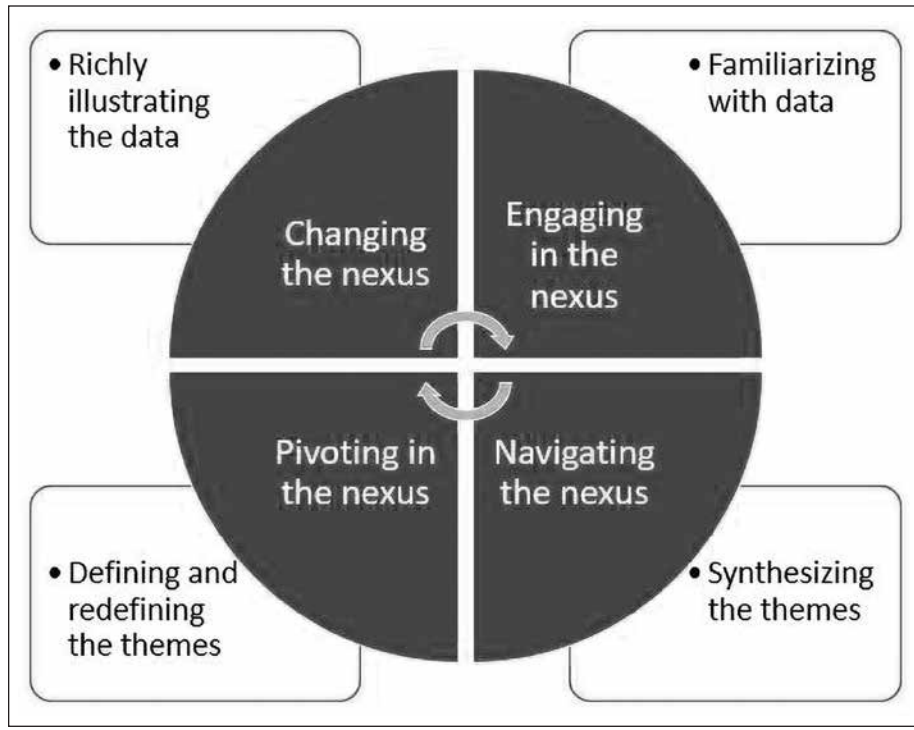 • Richly
illustrating
the data
• Familiarizing
with data
Changing
the nexus
Engaging
in the
nexus
Pivoting in
the nexus
Navigating
the nexus
• Defining and
redefining
the themes
• Synthesizing
the themes